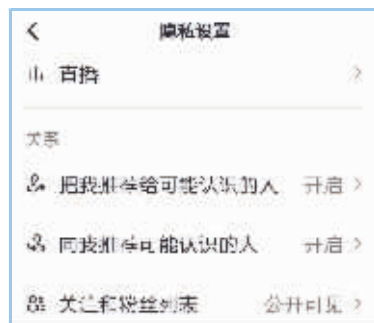 隐私设置
直播
关系
把我推荐给可能认识的人 开启
向我推荐可能认识的人 开启
关注和粉丝列表 公开可见